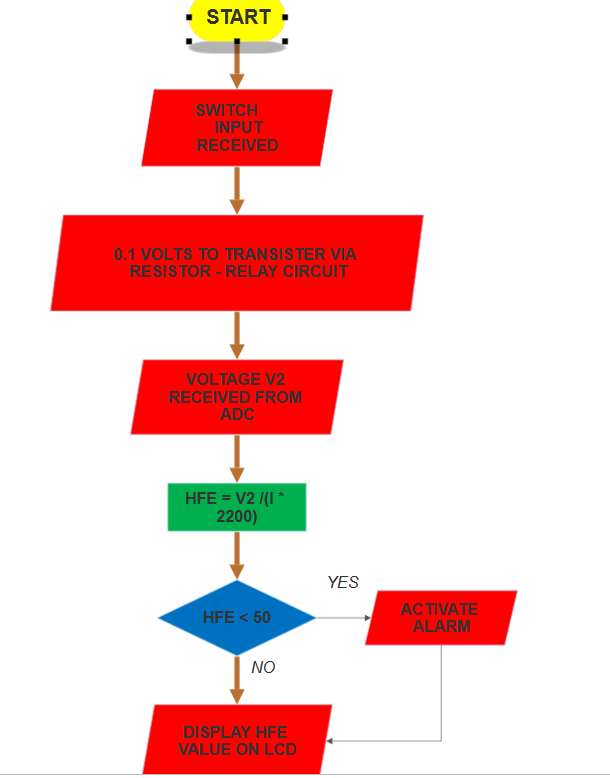 START
SWITCH
INPUT
RECEIVED
0.1 VOLTS TO TRANSISTER VIA
RESISTOR - RELAY CIRCUIT
VOLTAGE V2
RECEIVED FROM
ADC
HFE = V2 /(I *
2200)
HFE < 50
YES
ACTIVATE
ALARM
NO
DISPLAY HFE
VALUE ON LCD